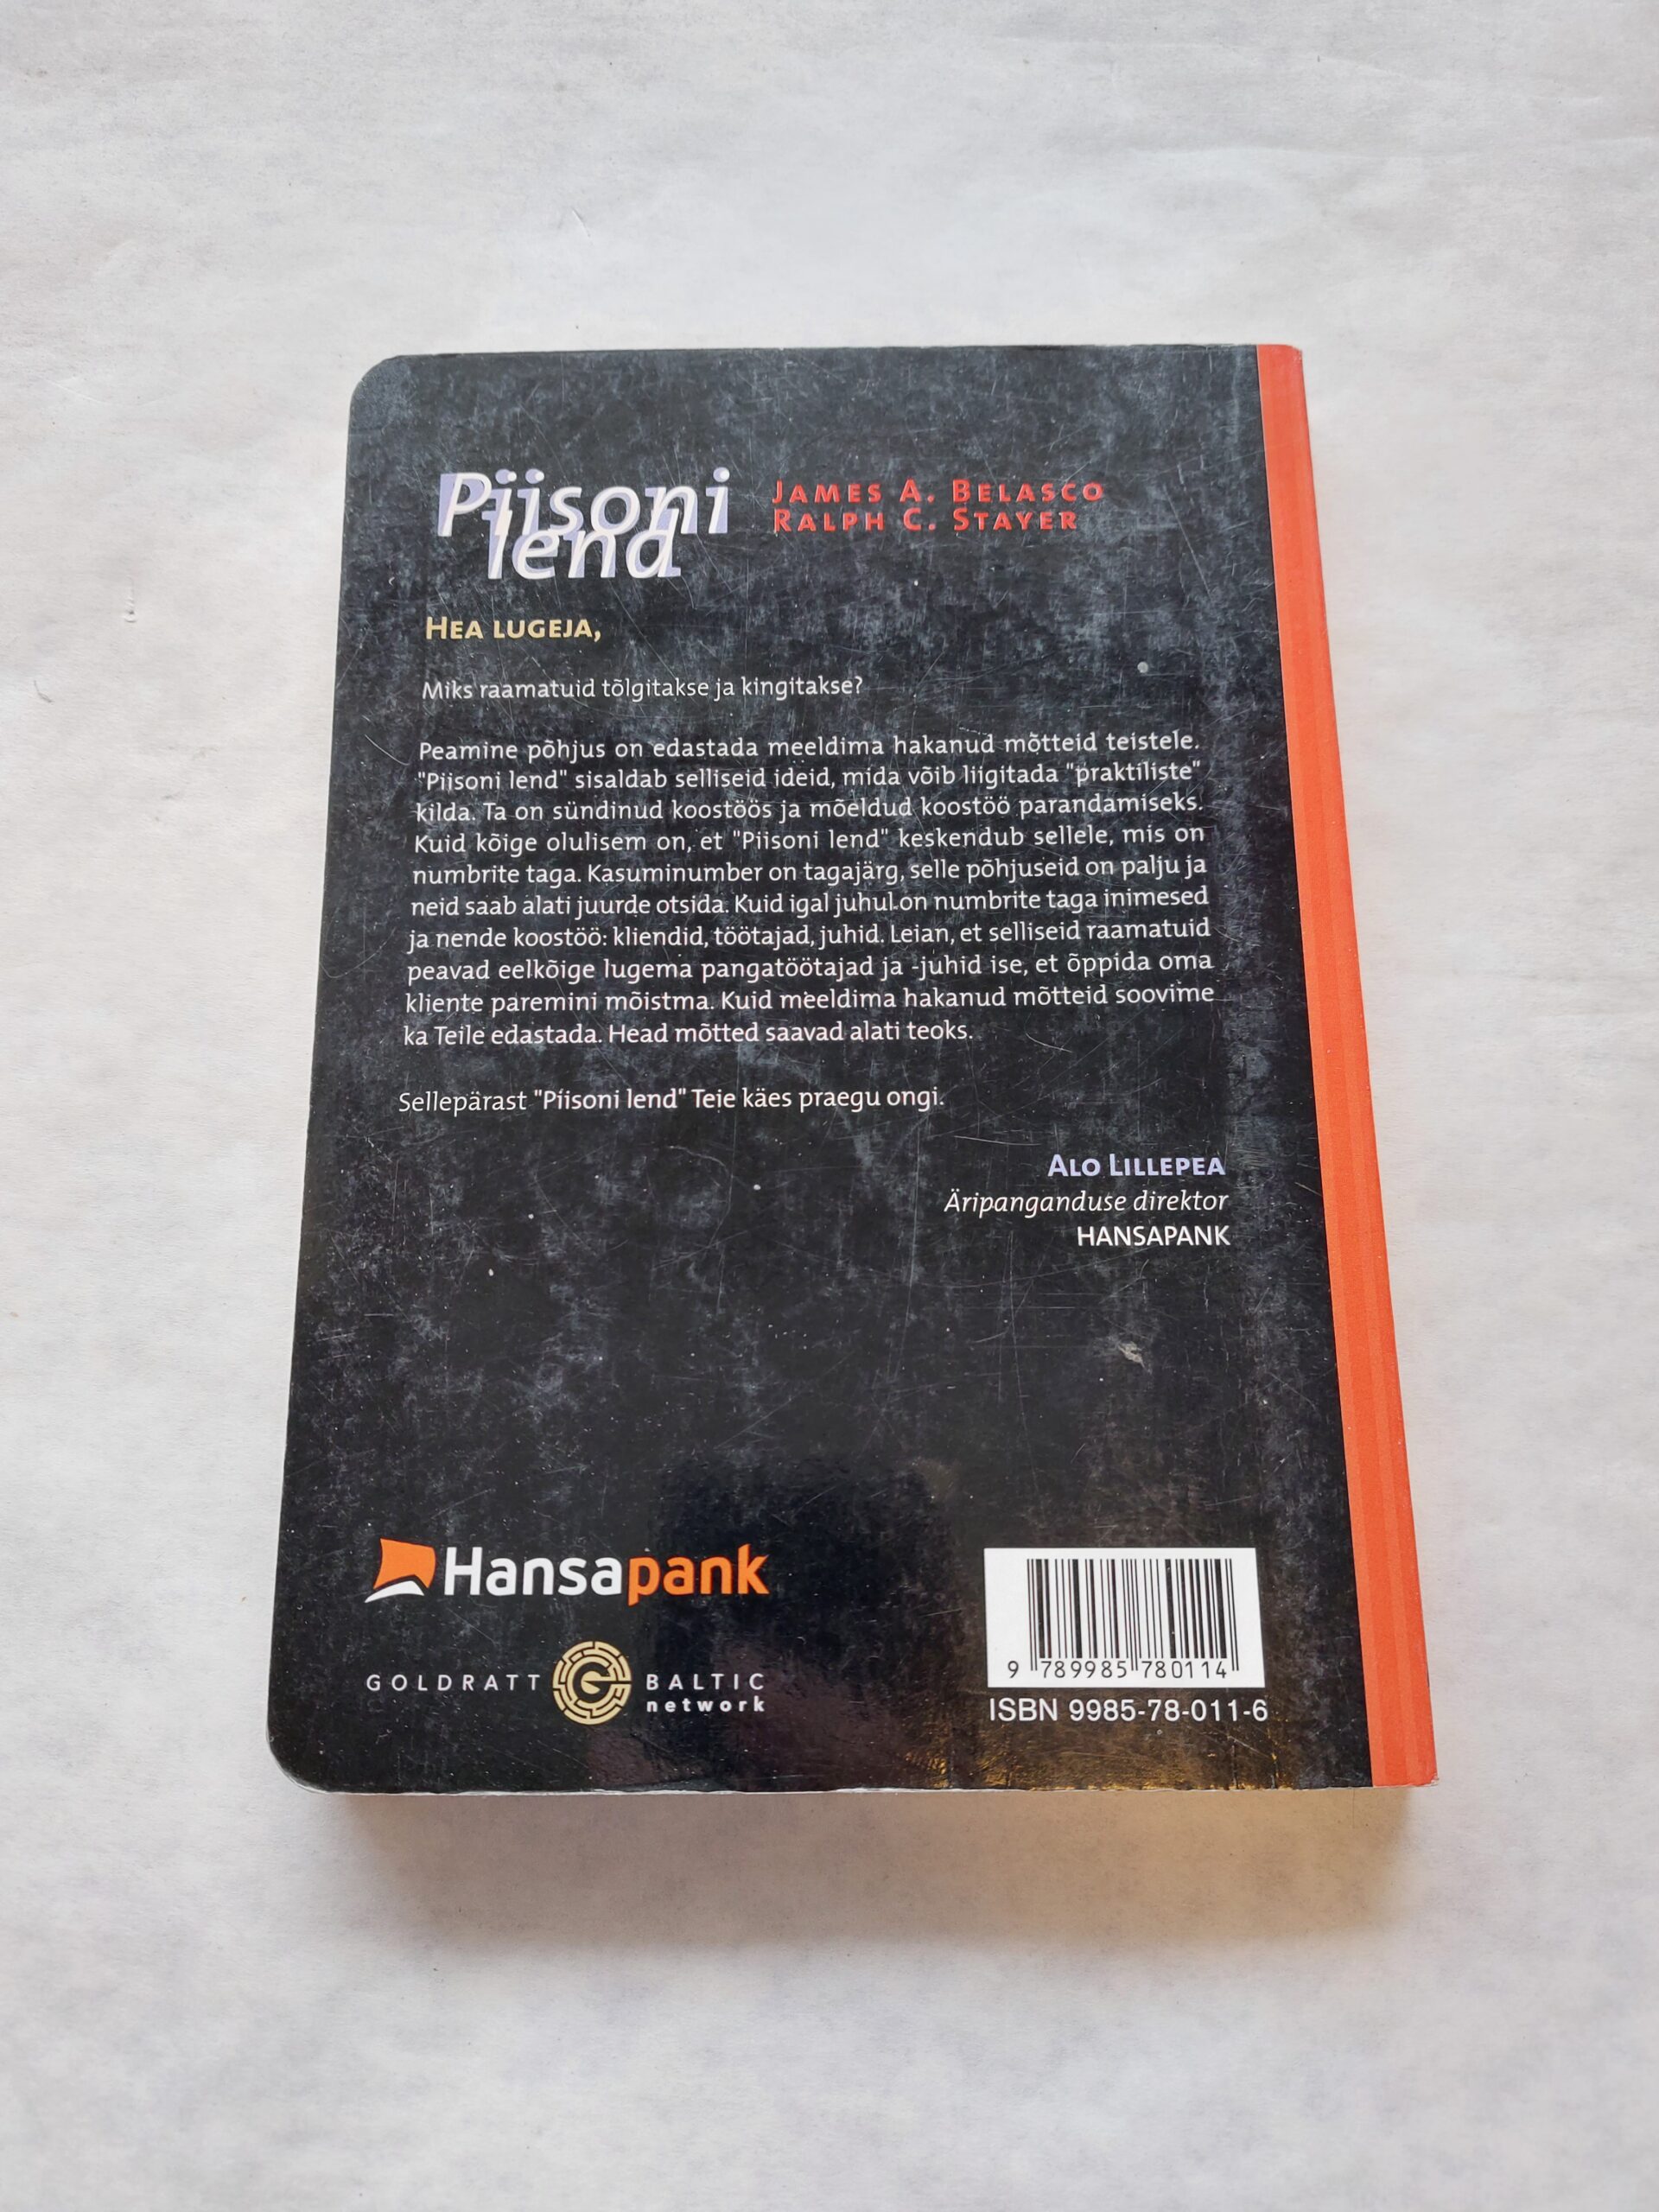 Piisoni
lend
JAMES A. BELASCO
RALPH C. STAYER
HEA LUGEJA,
Miks raamatuid tõlgitakse ja kingitakse?
Peamine põhjus on edastada meeldima hakanud mõtteid teistele.
"Piisoni lend" sisaldab selliseid ideid, mida võib liigitada "praktiliste"
kilda. Ta on sündinud koostöös ja mõeldud koostöö parandamiseks.
Kuid kõige olulisem on, et "Piisoni lend" keskendub sellele, mis on
numbrite taga. Kasuminumber on tagajärg, selle põhjuseid on palju ja
neid saab alati juurde otsida. Kuid igal juhul on numbrite taga inimesed
ja nende koostöö: kliendid, töötajad, juhid. Leian, et selliseid raamatuid
peavad eelkõige lugema pangatöötajad ja -juhid ise, et õppida oma
kliente paremini mõistma. Kuid meeldima hakanud mõtteid soovime
ka Teile edastada. Head mõtted saavad alati teoks.
Sellepärast "Piisoni lend" Teie käes praegu ongi.
ALO LILLEPEA
Äripanganduse direktor
HANSAPANK
Hansapank
GOLDRATT BALTIC
network
9 789985 780114
ISBN 9985-78-011-6